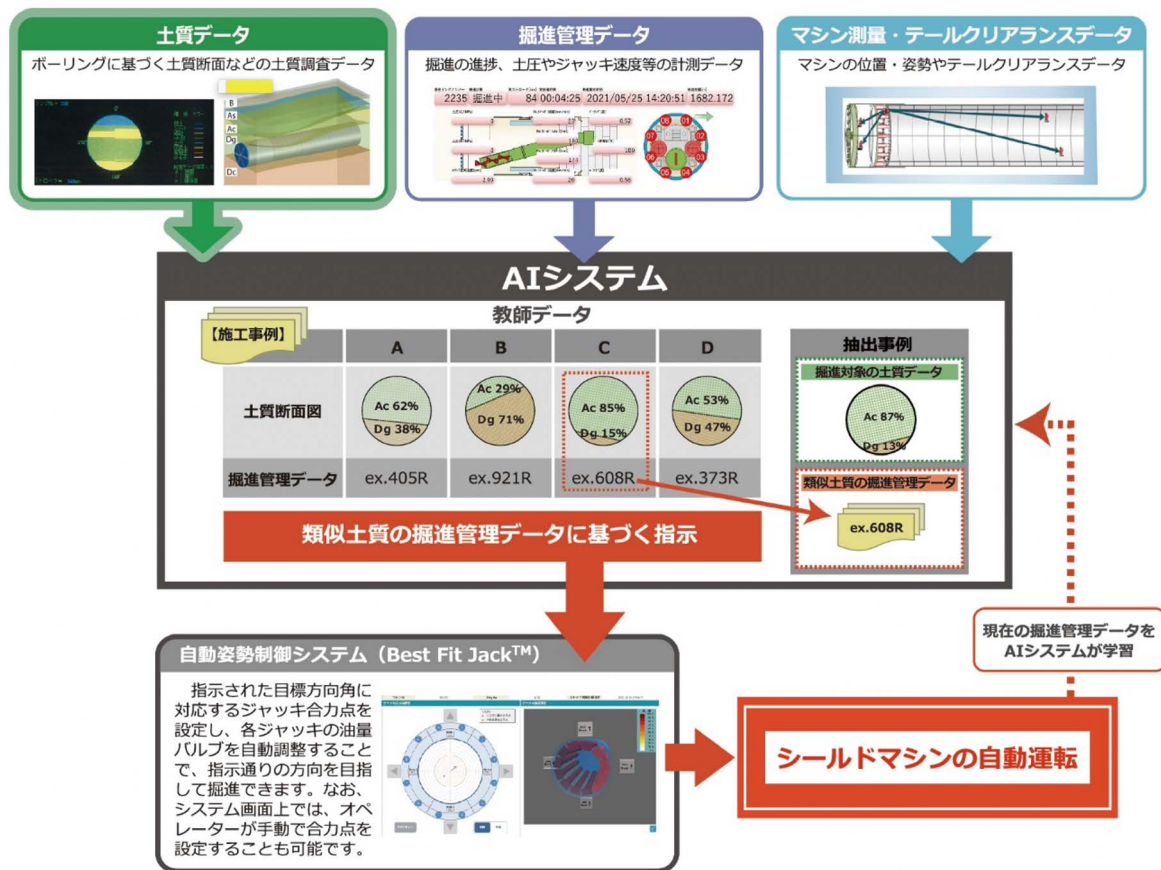 土質データ
ボーリングに基づく土質断面などの土質調査データ
B
As
Ac
Dg
Dc
掘進管理データ
掘進の進捗、土圧やジャッキ速度等の計測データ
2235 掘進中 84 00:04:25 2021/05/25 14:20:51 1682.172
08 01
07 02
06 03
05 04
マシン測量・テールクリアランスデータ
マシンの位置・姿勢やテールクリアランスデータ
AIシステム
教師データ
【施工事例】
A B C D
土質断面図
Ac 62%
Dg 38%
Ac 29%
Dg 71%
Ac 85%
Dg 15%
Ac 53%
Dg 47%
掘進管理データ ex.405R ex.921R ex.608R ex.373R
抽出事例
掘進対象の土質データ
Ac 87%
Dg 13%
類似土質の掘進管理データ
ex.608R
類似土質の掘進管理データに基づく指示
現在の掘進管理データを
AIシステムが学習
自動姿勢制御システム（Best Fit Jack™）
指示された目標方向角に
対応するジャッキ合力点を
設定し、各ジャッキの油量
バルブを自動調整すること
で、指示通りの方向を目指
して掘進できます。なお、
システム画面上では、オペ
レーターが手動で合力点を
設定することも可能です。
シールドマシンの自動運転